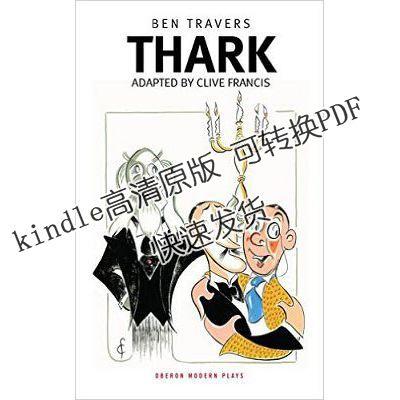 BEN TRAVERS
THARK
ADAPTED BY CLIVE FRANCIS
kindle高清原版 可转换PDF
快速发货
OBERON MODERN PLAYS